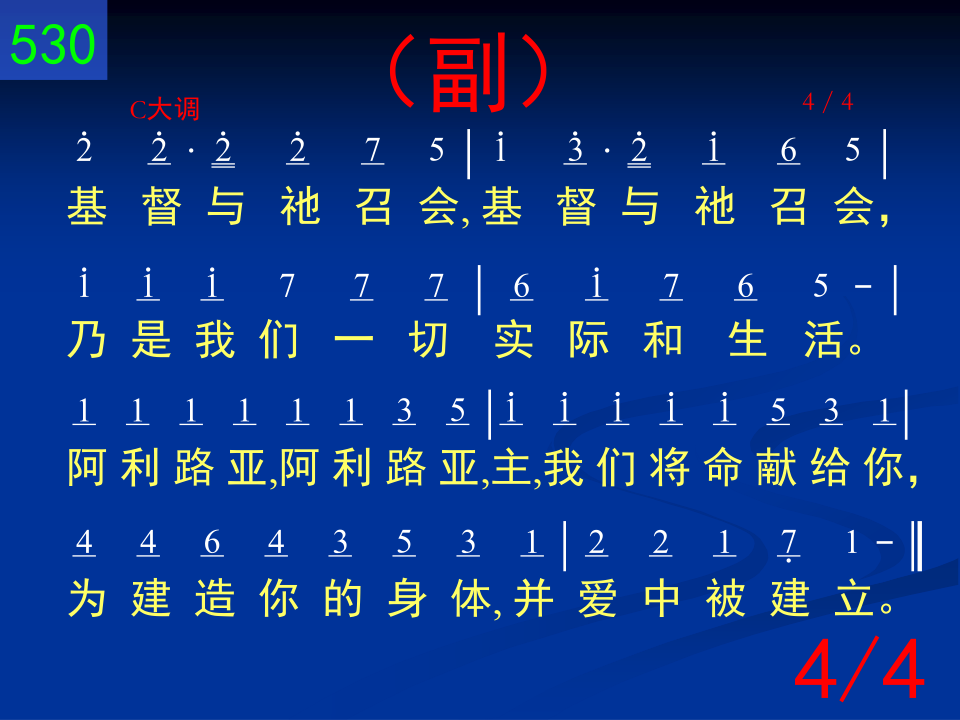 530
（副）
C大调
4/4
2̇ 2̲̇ · 2̳̇ 2̲̇ 7̲ 5 | 1̇ 3̲̇ · 2̳̇ 1̲̇ 6̲ 5 |
基 督 与 祂 召 会, 基 督 与 祂 召 会，
1̇ 1̲̇ 1̲̇ 7 7̲ 7̲ | 6̲ 1̲̇ 7̲ 6̲ 5 - |
乃 是 我 们 一 切 实 际 和 生 活。
1̲ 1̲ 1̲ 1̲ 1̲ 1̲ 3̲ 5̲ | 1̲̇ 1̲̇ 1̲̇ 1̲̇ 1̲̇ 5̲ 3̲ 1̲ |
阿 利 路 亚,阿 利 路 亚,主,我 们 将 命 献 给 你，
4̲ 4̲ 6̲ 4̲ 3̲ 5̲ 3̲ 1̲ | 2̲ 2̲ 1̲ 7̲̣ 1 - ‖
为 建 造 你 的 身 体, 并 爱 中 被 建 立。
4/4